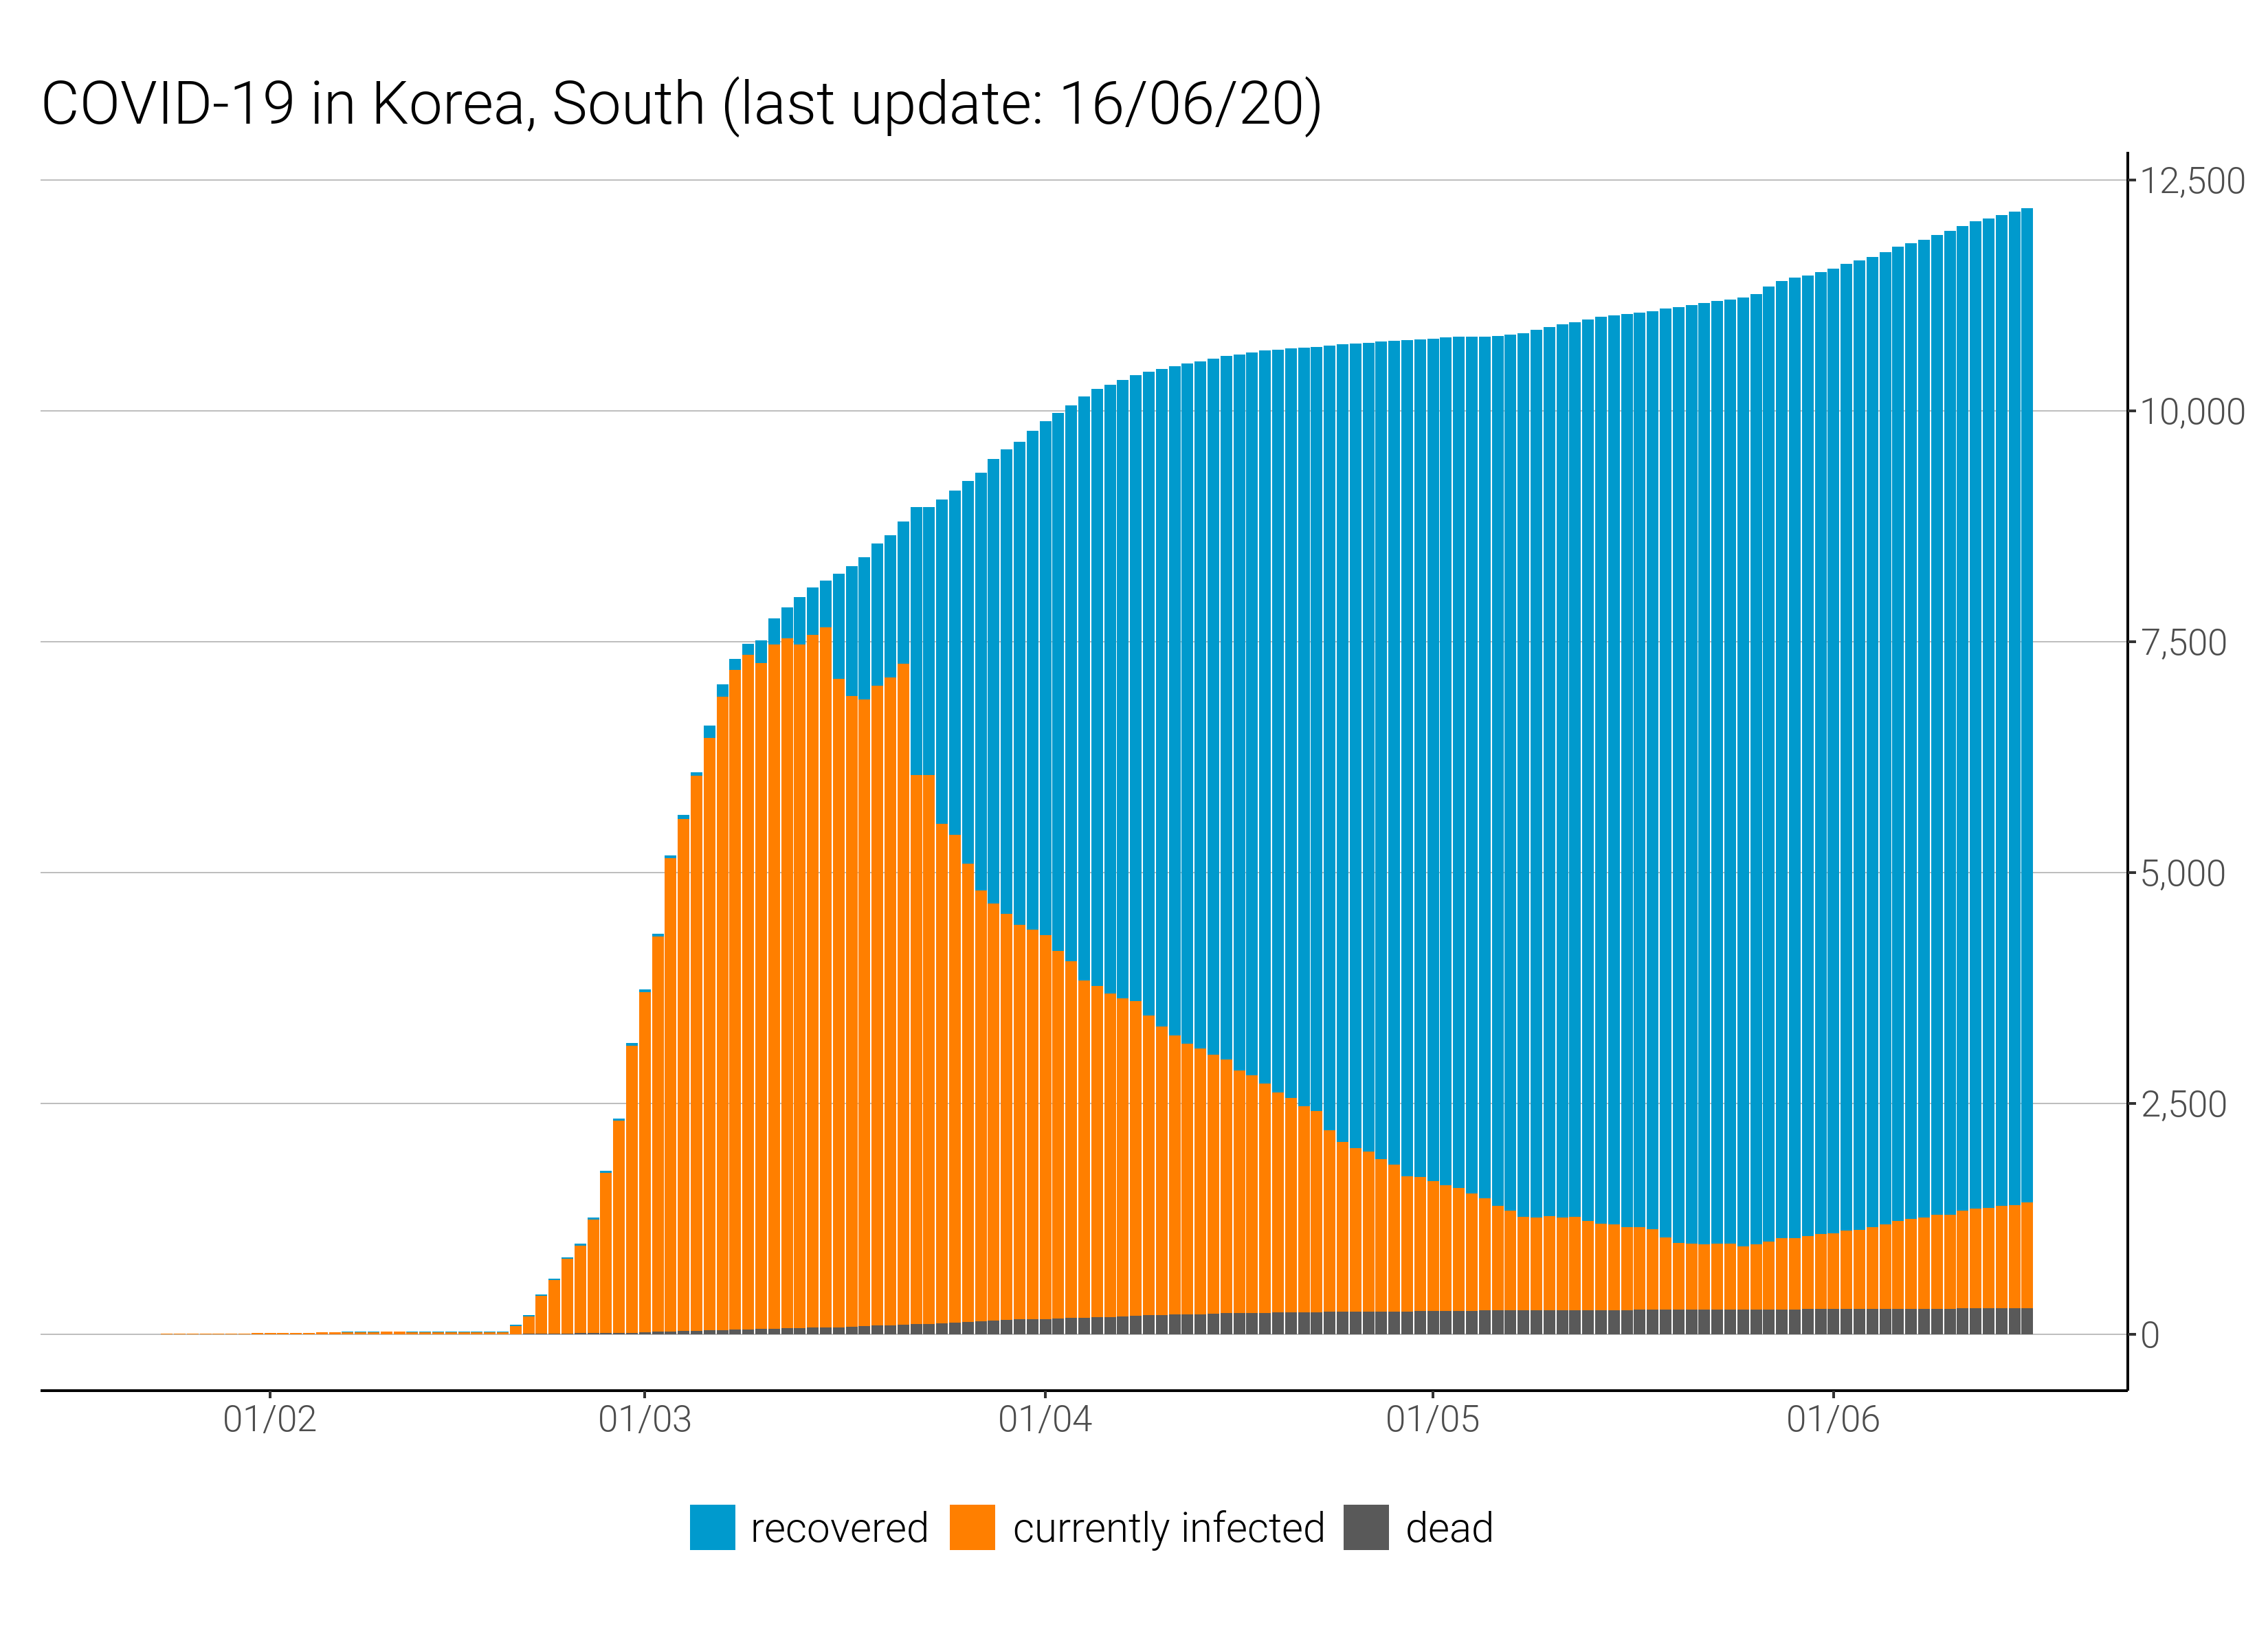 COVID-19 in Korea, South (last update: 16/06/20)
12,500
10,000
7,500
5,000
2,500
0
01/02 01/03 01/04 01/05 01/06
recovered currently infected dead